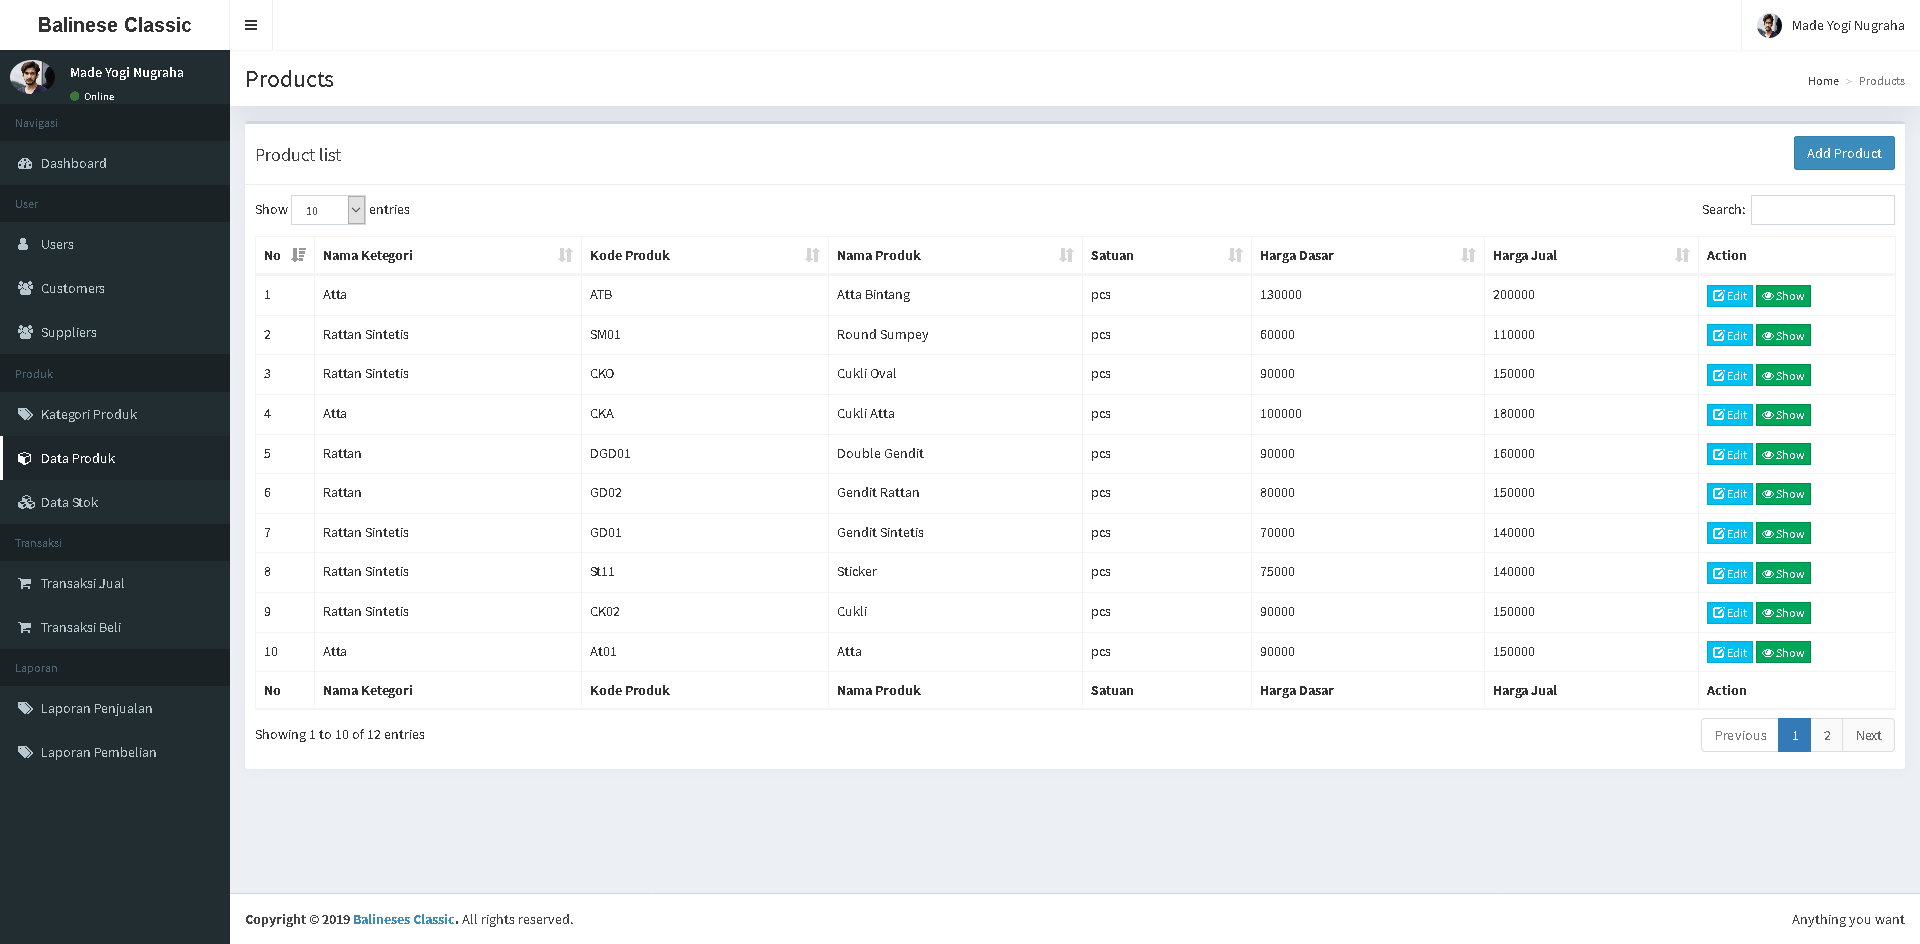 Balinese Classic
Made Yogi Nugraha
Made Yogi Nugraha
Online
Navigasi
Dashboard
User
Users
Customers
Suppliers
Produk
Kategori Produk
Data Produk
Data Stok
Transaksi
Transaksi Jual
Transaksi Beli
Laporan
Laporan Penjualan
Laporan Pembelian
Products
Home > Products
Product list
Add Product
Show 10 entries
Search:
No Nama Ketegori Kode Produk Nama Produk Satuan Harga Dasar Harga Jual Action
1 Atta ATB Atta Bintang pcs 130000 200000 Edit Show
2 Rattan Sintetis SM01 Round Sumpey pcs 60000 110000 Edit Show
3 Rattan Sintetis CKO Cukli Oval pcs 90000 150000 Edit Show
4 Atta CKA Cukli Atta pcs 100000 180000 Edit Show
5 Rattan DGD01 Double Gendit pcs 90000 160000 Edit Show
6 Rattan GD02 Gendit Rattan pcs 80000 150000 Edit Show
7 Rattan Sintetis GD01 Gendit Sintetis pcs 70000 140000 Edit Show
8 Rattan Sintetis St11 Sticker pcs 75000 140000 Edit Show
9 Rattan Sintetis CK02 Cukli pcs 90000 150000 Edit Show
10 Atta At01 Atta pcs 90000 150000 Edit Show
No Nama Ketegori Kode Produk Nama Produk Satuan Harga Dasar Harga Jual Action
Showing 1 to 10 of 12 entries
Previous 1 2 Next
Copyright © 2019 Balineses Classic. All rights reserved.
Anything you want